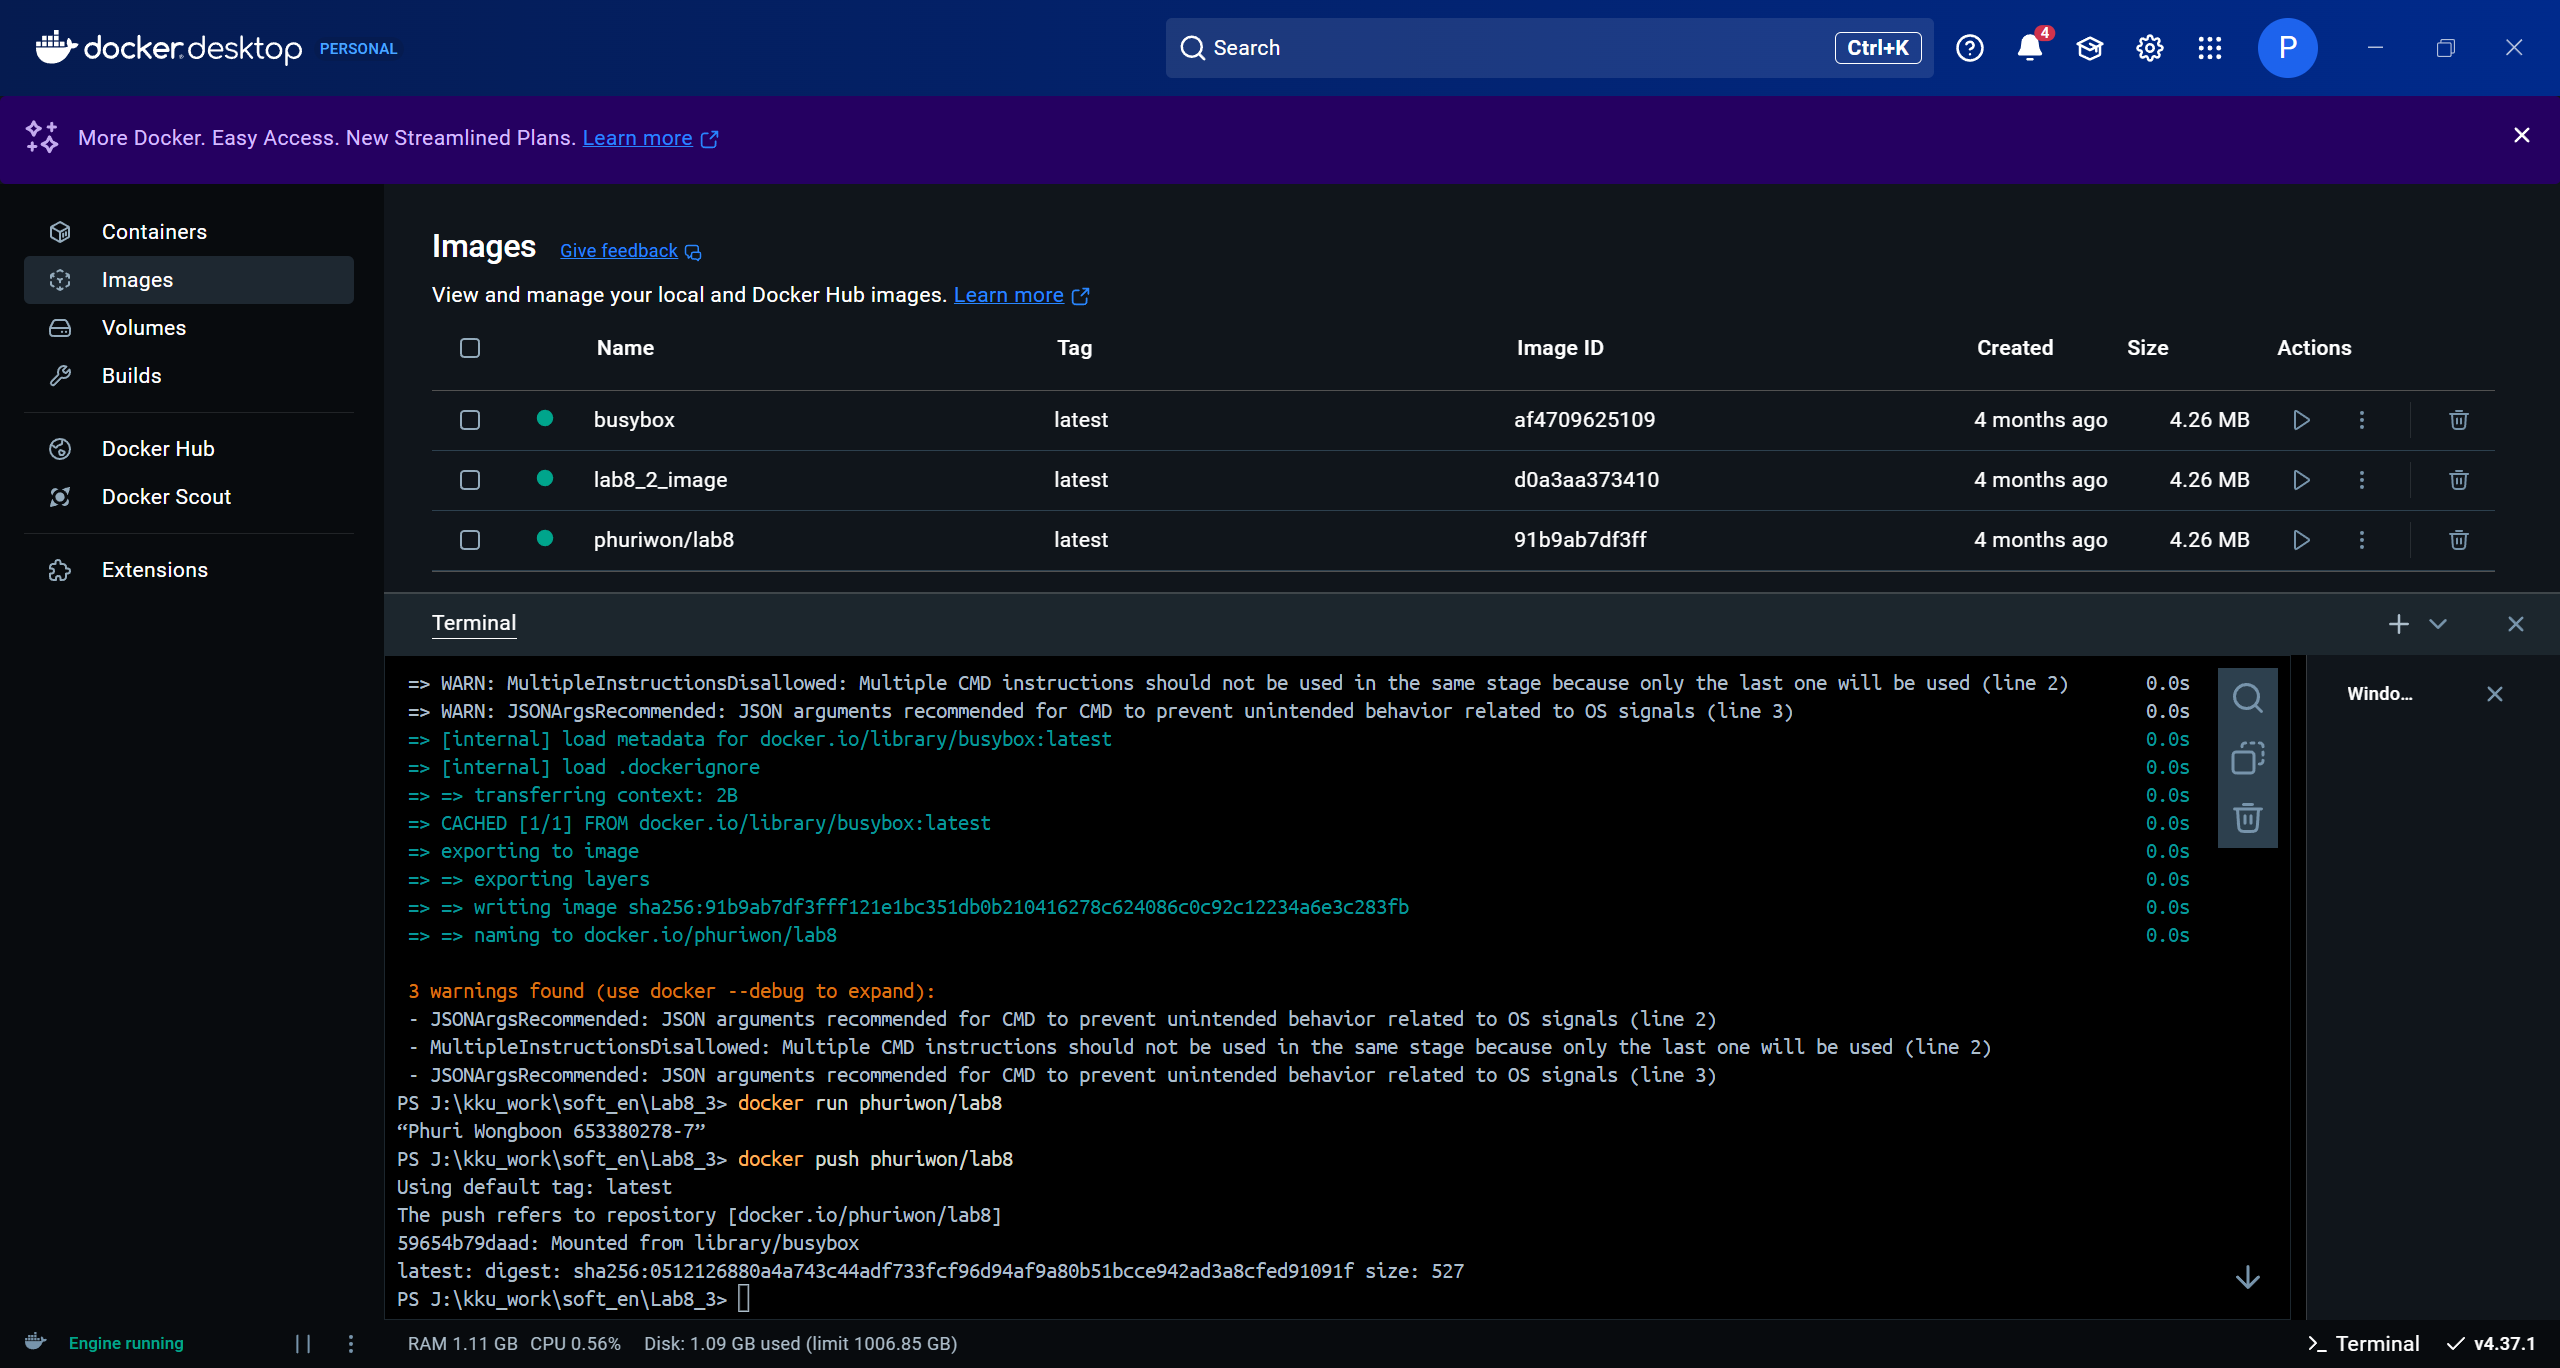 docker.desktop PERSONAL
Search Ctrl+K
4
P
More Docker. Easy Access. New Streamlined Plans. Learn more
Containers
Images
Volumes
Builds
Docker Hub
Docker Scout
Extensions
Images Give feedback
View and manage your local and Docker Hub images. Learn more
Name Tag Image ID Created Size Actions
busybox latest af4709625109 4 months ago 4.26 MB
lab8_2_image latest d0a3aa373410 4 months ago 4.26 MB
phuriwon/lab8 latest 91b9ab7df3ff 4 months ago 4.26 MB
Terminal
=> WARN: MultipleInstructionsDisallowed: Multiple CMD instructions should not be used in the same stage because only the last one will be used (line 2) 0.0s
=> WARN: JSONArgsRecommended: JSON arguments recommended for CMD to prevent unintended behavior related to OS signals (line 3) 0.0s
=> [internal] load metadata for docker.io/library/busybox:latest 0.0s
=> [internal] load .dockerignore 0.0s
=> => transferring context: 2B 0.0s
=> CACHED [1/1] FROM docker.io/library/busybox:latest 0.0s
=> exporting to image 0.0s
=> => exporting layers 0.0s
=> => writing image sha256:91b9ab7df3fff121e1bc351db0b210416278c624086c0c92c12234a6e3c283fb 0.0s
=> => naming to docker.io/phuriwon/lab8 0.0s
3 warnings found (use docker --debug to expand):
- JSONArgsRecommended: JSON arguments recommended for CMD to prevent unintended behavior related to OS signals (line 2)
- MultipleInstructionsDisallowed: Multiple CMD instructions should not be used in the same stage because only the last one will be used (line 2)
- JSONArgsRecommended: JSON arguments recommended for CMD to prevent unintended behavior related to OS signals (line 3)
PS J:\kku_work\soft_en\Lab8_3> docker run phuriwon/lab8
“Phuri Wongboon 653380278-7”
PS J:\kku_work\soft_en\Lab8_3> docker push phuriwon/lab8
Using default tag: latest
The push refers to repository [docker.io/phuriwon/lab8]
59654b79daad: Mounted from library/busybox
latest: digest: sha256:0512126880a4a743c44adf733fcf96d94af9a80b51bcce942ad3a8cfed91091f size: 527
PS J:\kku_work\soft_en\Lab8_3>
Windo...
Engine running
RAM 1.11 GB CPU 0.56% Disk: 1.09 GB used (limit 1006.85 GB)
>_ Terminal v4.37.1